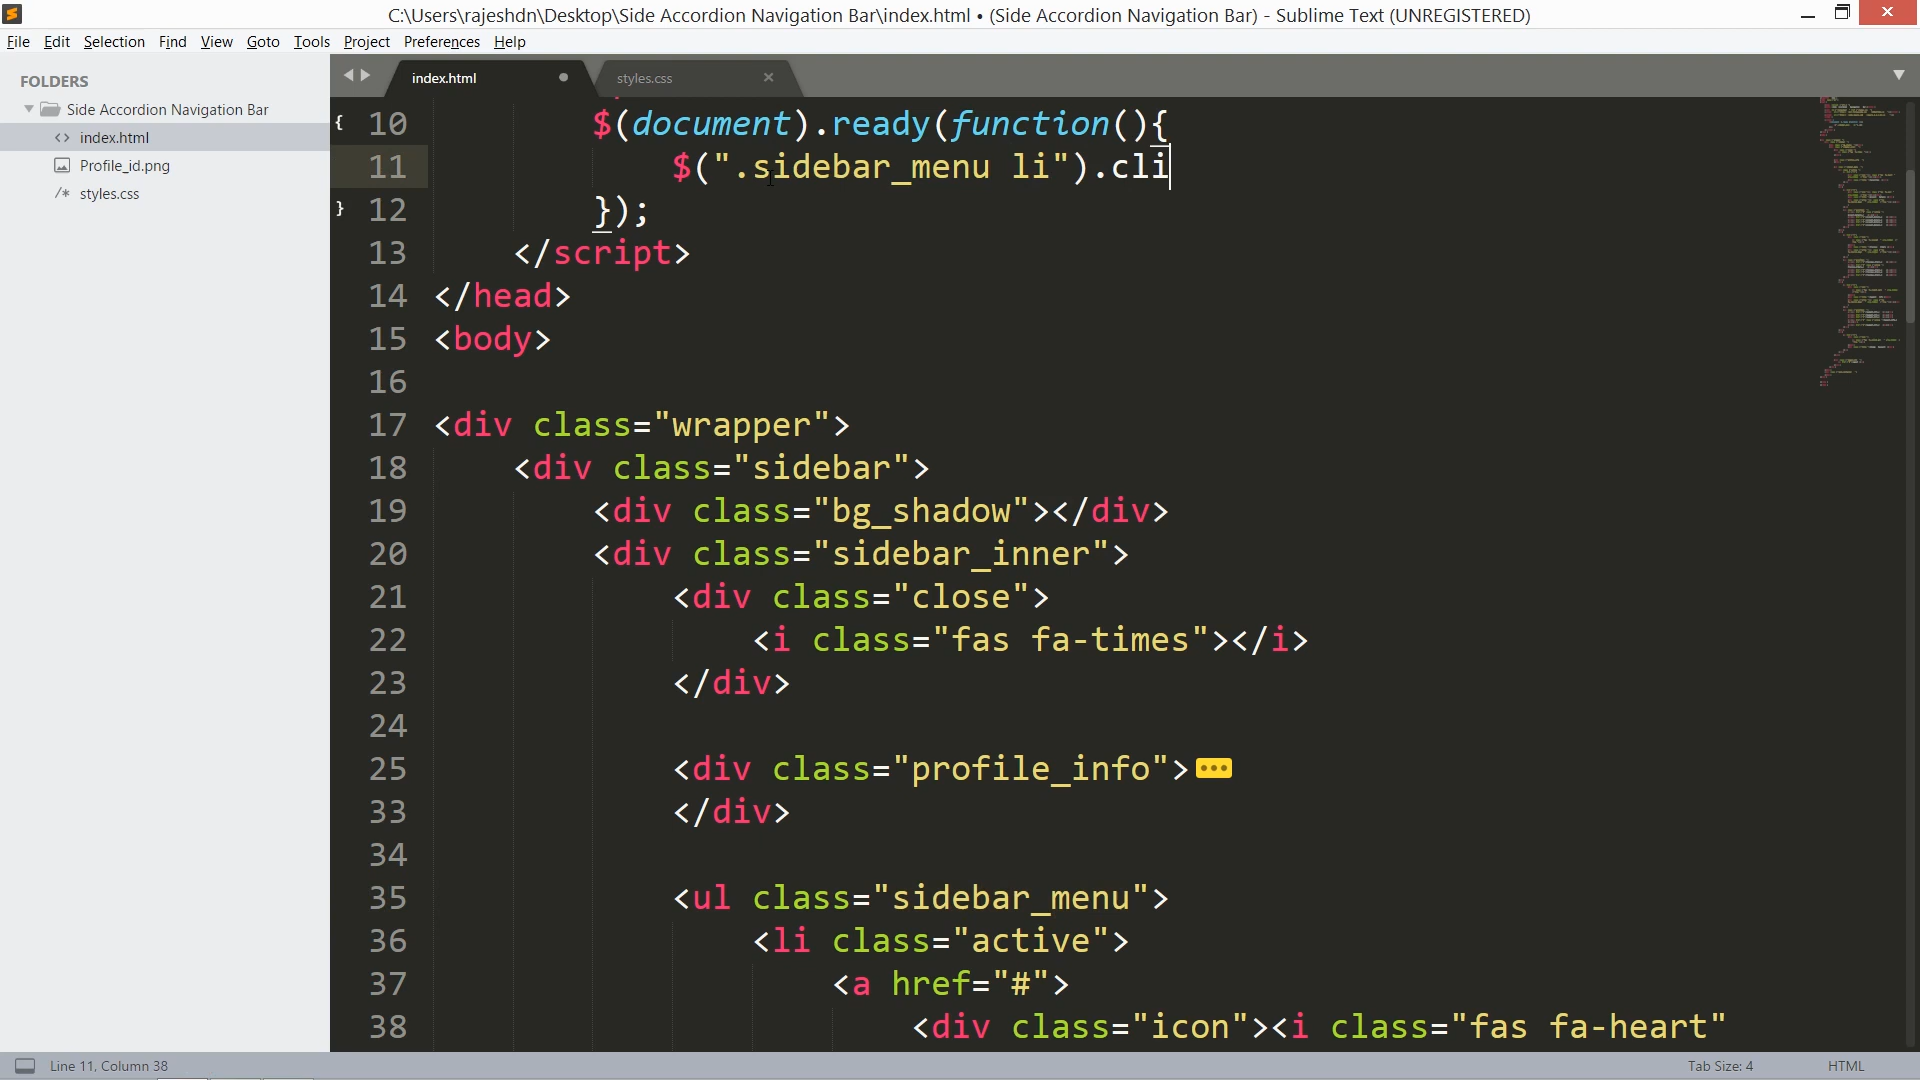 C:\Users\rajeshdn\Desktop\Side Accordion Navigation Bar\index.html • (Side Accordion Navigation Bar) - Sublime Text (UNREGISTERED)
File Edit Selection Find View Goto Tools Project Preferences Help
FOLDERS
Side Accordion Navigation Bar
<> index.html
Profile_id.png
/* styles.css
index.html
styles.css
{ 10 $(document).ready(function(){
11 $(".sidebar_menu li").cli
} 12 });
13 </script>
14 </head>
15 <body>
16
17 <div class="wrapper">
18 <div class="sidebar">
19 <div class="bg_shadow"></div>
20 <div class="sidebar_inner">
21 <div class="close">
22 <i class="fas fa-times"></i>
23 </div>
24
25 <div class="profile_info">
33 </div>
34
35 <ul class="sidebar_menu">
36 <li class="active">
37 <a href="#">
38 <div class="icon"><i class="fas fa-heart"
Line 11, Column 38
Tab Size: 4
HTML